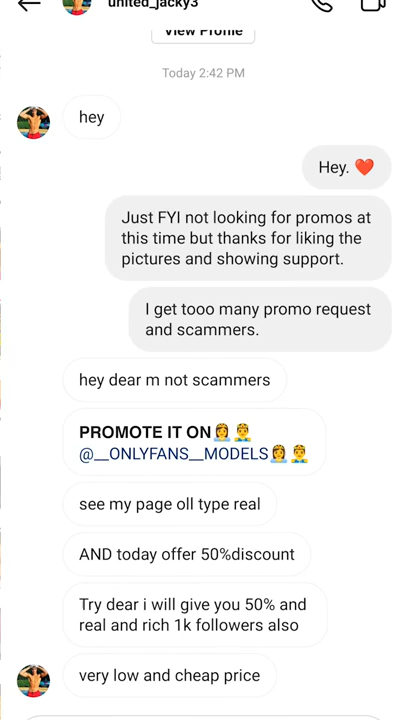 united_jacky3
View Profile
Today 2:42 PM
hey
Hey. ❤️
Just FYI not looking for promos at
this time but thanks for liking the
pictures and showing support.
I get tooo many promo request
and scammers.
hey dear m not scammers
PROMOTE IT ON👩‍❤️‍👨
@__ONLYFANS__MODELS👸🤴
see my page oll type real
AND today offer 50%discount
Try dear i will give you 50% and
real and rich 1k followers also
very low and cheap price